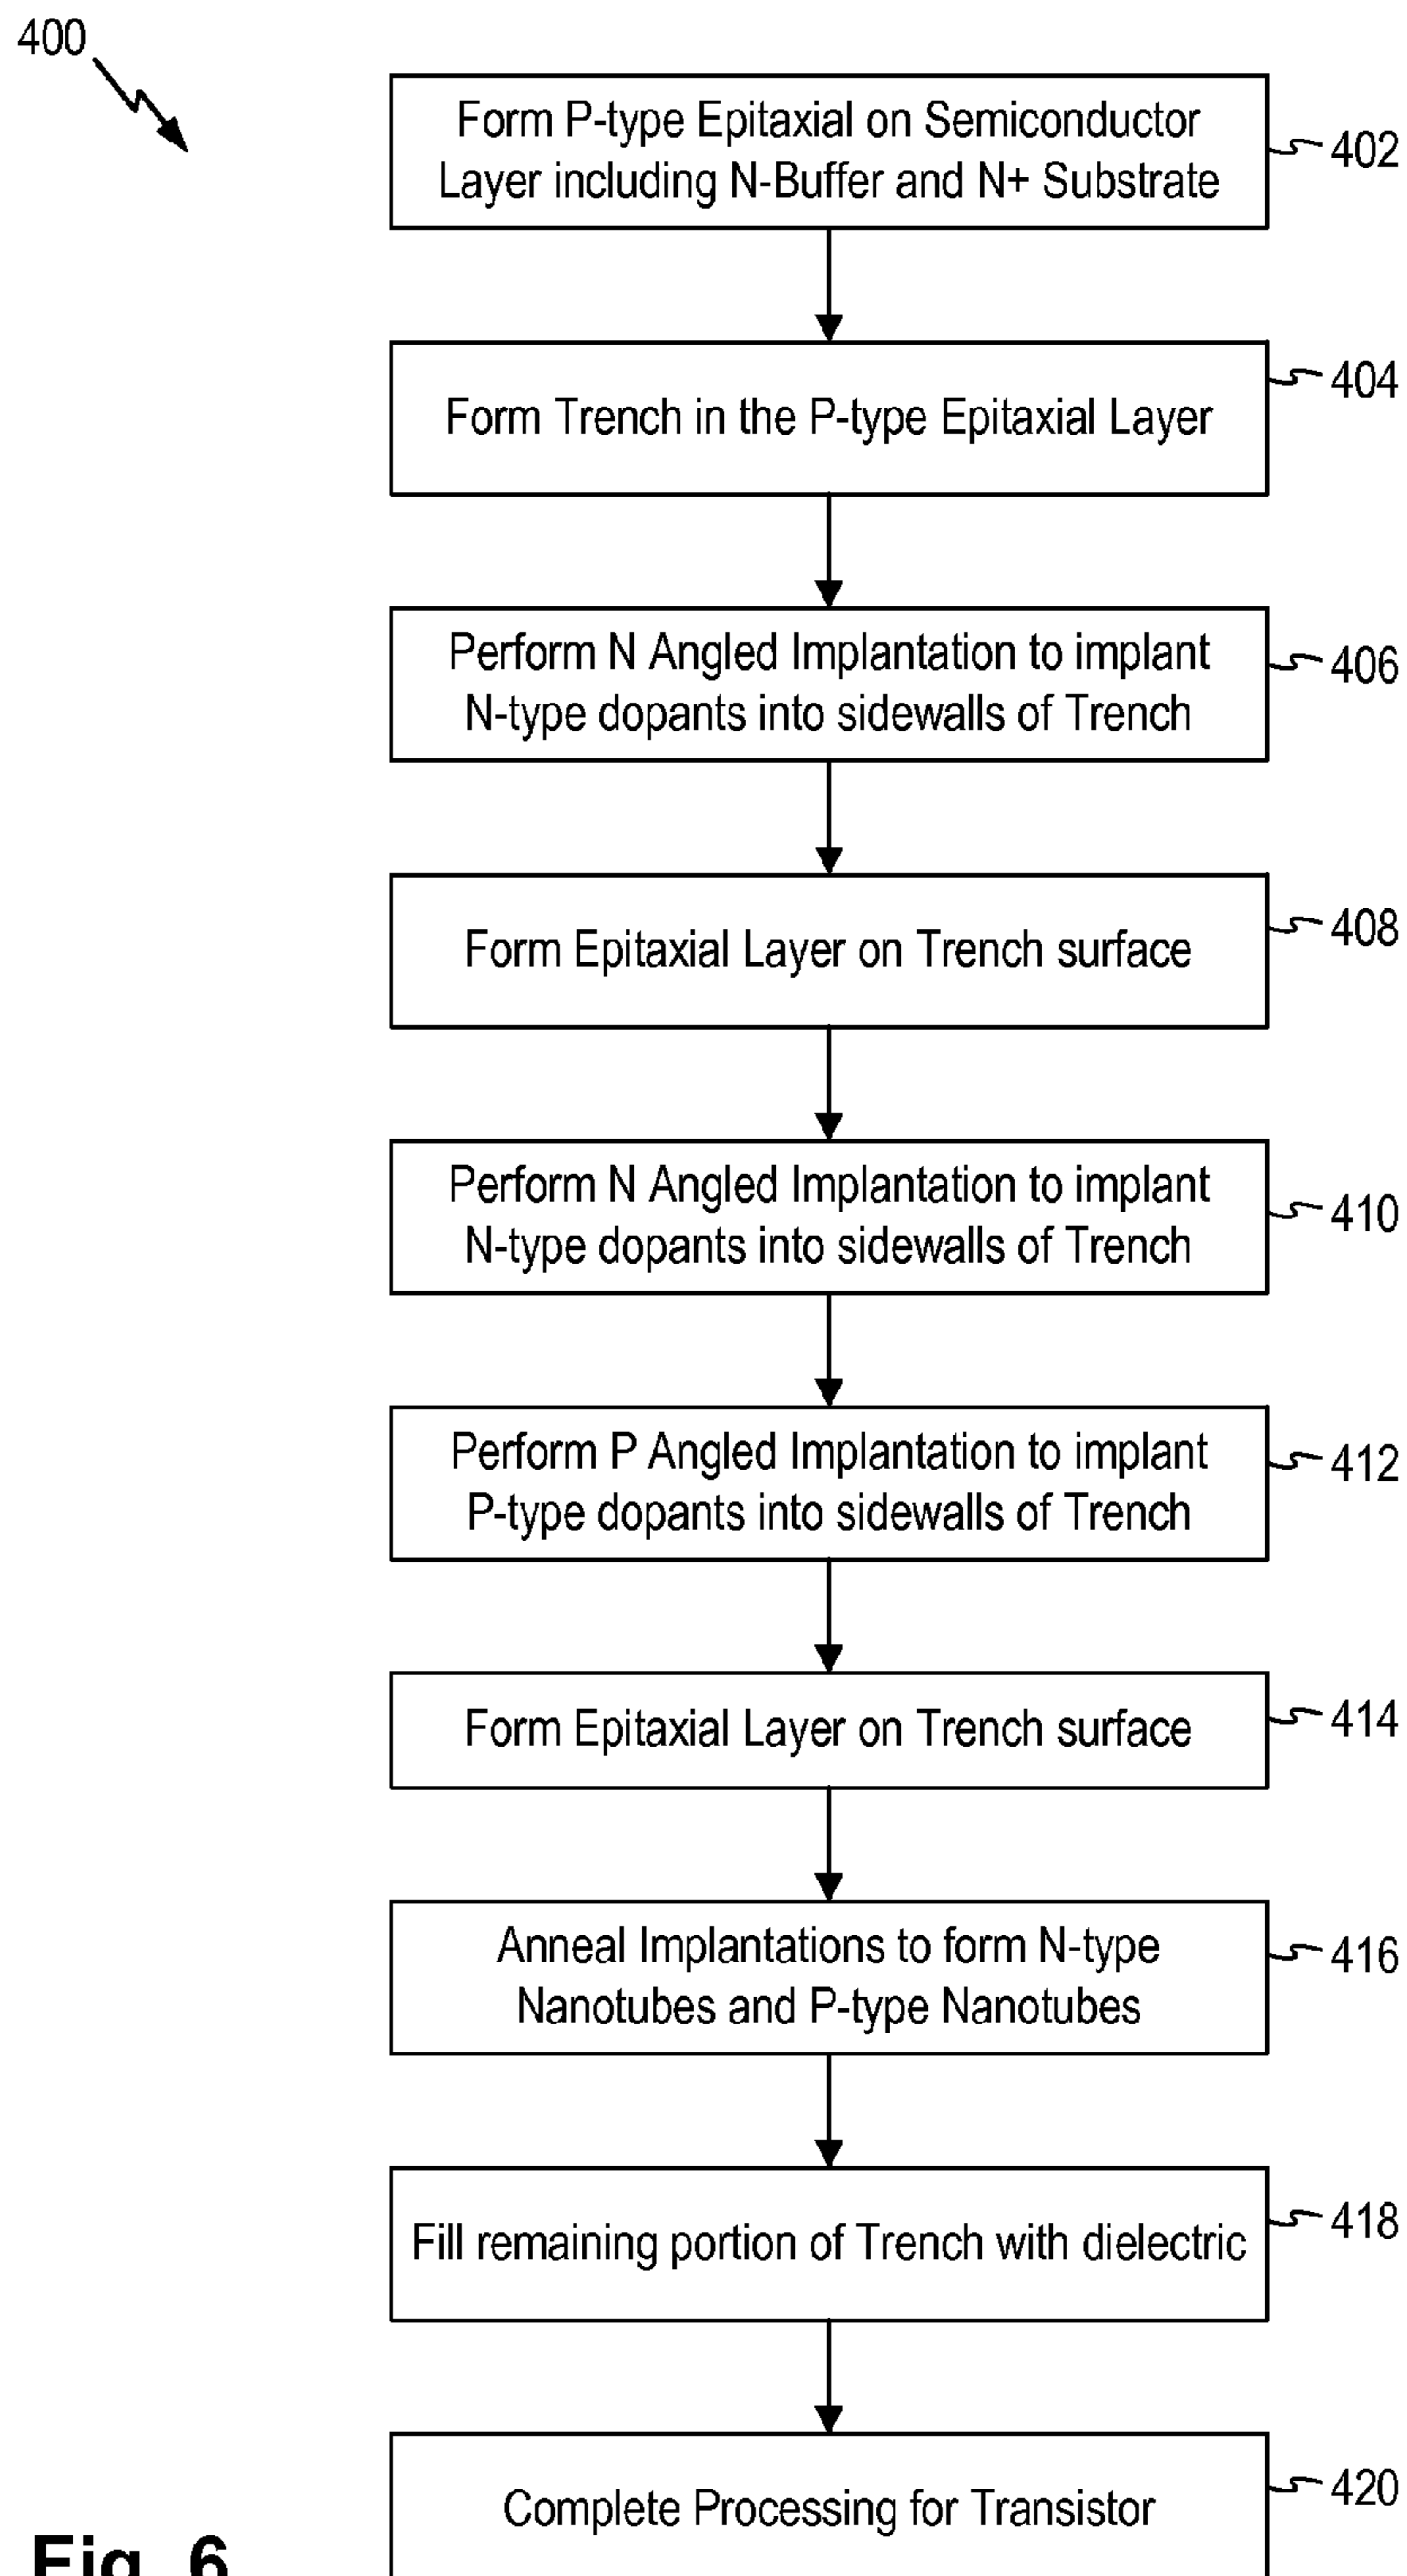 400
Form P-type Epitaxial on Semiconductor
Layer including N-Buffer and N+ Substrate
402
Form Trench in the P-type Epitaxial Layer
404
Perform N Angled Implantation to implant
N-type dopants into sidewalls of Trench
406
Form Epitaxial Layer on Trench surface
408
Perform N Angled Implantation to implant
N-type dopants into sidewalls of Trench
410
Perform P Angled Implantation to implant
P-type dopants into sidewalls of Trench
412
Form Epitaxial Layer on Trench surface
414
Anneal Implantations to form N-type
Nanotubes and P-type Nanotubes
416
Fill remaining portion of Trench with dielectric
418
Complete Processing for Transistor
420
Fig. 6